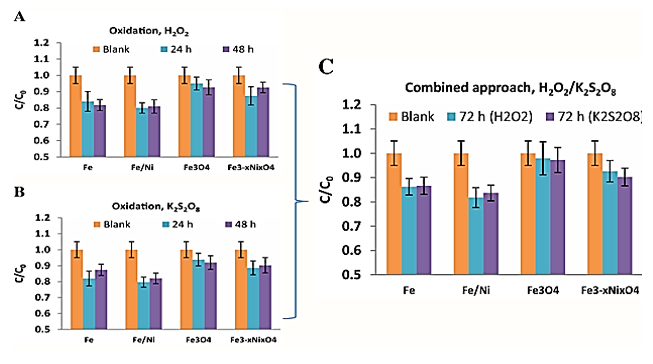 A
Oxidation, H₂O₂
Blank 24 h 48 h
C/C₀
1.2
1.1
1.0
0.9
0.8
0.7
0.6
0.5
Fe Fe/Ni Fe3O4 Fe3-xNixO4
B
Oxidation, K₂S₂O₈
Blank 24 h 48 h
C/C₀
1.2
1.1
1.0
0.9
0.8
0.7
0.6
0.5
Fe Fe/Ni Fe3O4 Fe3-xNixO4
C
Combined approach, H₂O₂/K₂S₂O₈
Blank 72 h (H2O2) 72 h (K2S2O8)
C/C₀
1.2
1.1
1.0
0.9
0.8
0.7
0.6
0.5
Fe Fe/Ni Fe3O4 Fe3-xNixO4